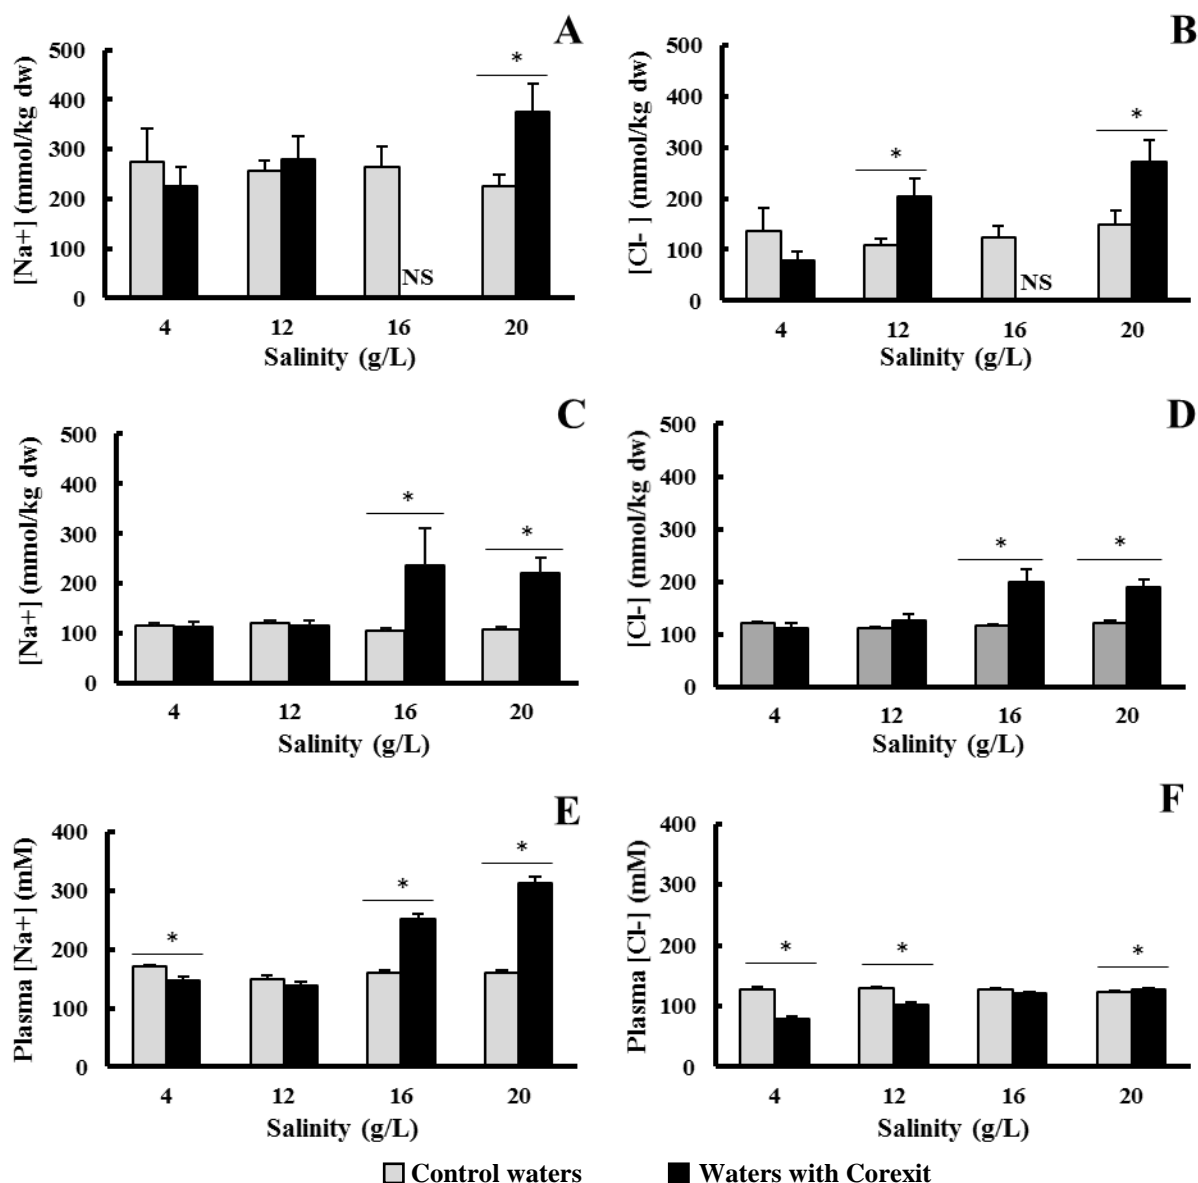 A
[Na+] (mmol/kg dw)
500
400
300
200
100
0
*
NS
4 12 16 20
Salinity (g/L)
B
[Cl- ] (mmol/kg dw)
500
400
300
200
100
0
*
*
NS
4 12 16 20
Salinity (g/L)
C
[Na+] (mmol/kg dw)
500
400
300
200
100
0
*
*
4 12 16 20
Salinity (g/L)
D
[Cl-] (mmol/kg dw)
500
400
300
200
100
0
*
*
4 12 16 20
Salinity (g/L)
E
Plasma [Na+] (mM)
400
300
200
100
0
*
*
*
4 12 16 20
Salinity (g/L)
F
Plasma [Cl-] (mM)
400
300
200
100
0
*
*
*
4 12 16 20
Salinity (g/L)
Control waters Waters with Corexit